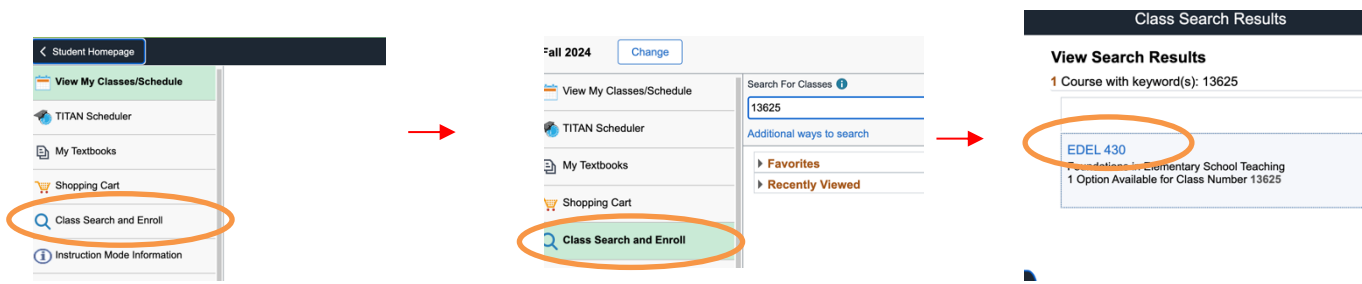 Student Homepage
View My Classes/Schedule
TITAN Scheduler
My Textbooks
Shopping Cart
Class Search and Enroll
Instruction Mode Information
Fall 2024 Change
View My Classes/Schedule
TITAN Scheduler
My Textbooks
Shopping Cart
Class Search and Enroll
Search For Classes
13625
Additional ways to search
Favorites
Recently Viewed
Class Search Results
View Search Results
1 Course with keyword(s): 13625
EDEL 430
Foundations in Elementary School Teaching
1 Option Available for Class Number 13625